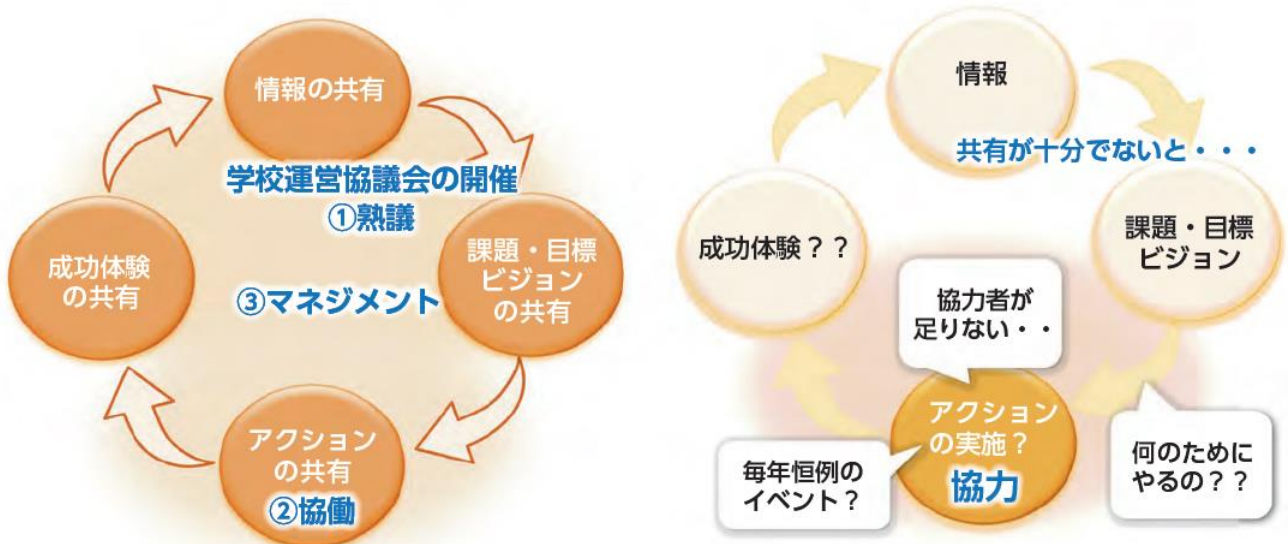 情報の共有
学校運営協議会の開催
①熟議
課題・目標
ビジョン
の共有
③マネジメント
成功体験
の共有
アクション
の共有
②協働
情報
共有が十分でないと・・・
課題・目標
ビジョン
成功体験？？
協力者が
足りない・・
アクション
の実施？
協力
毎年恒例の
イベント？
何のために
やるの？？